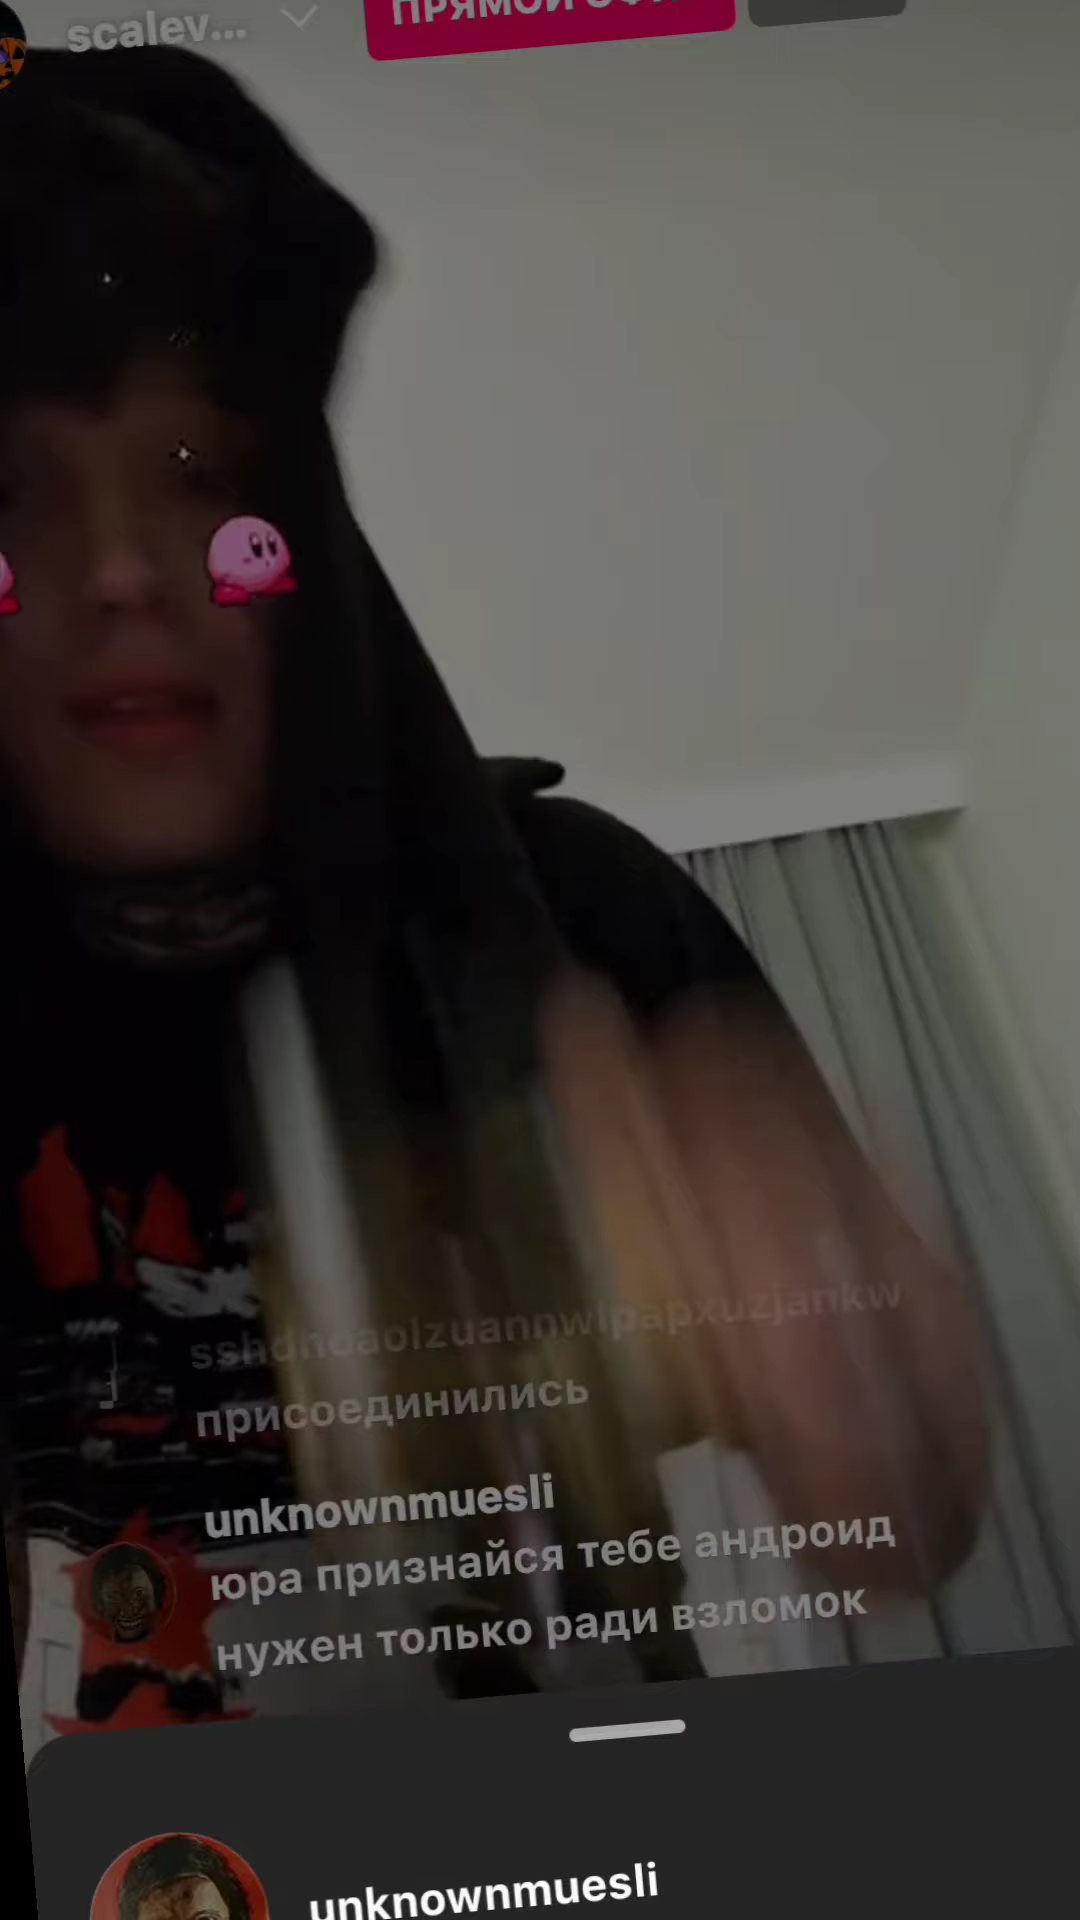 scalev...
ПРЯМОЙ
присоединились
unknownmuesli
юра признайся тебе андроид
нужен только ради взломок
unknownmuesli